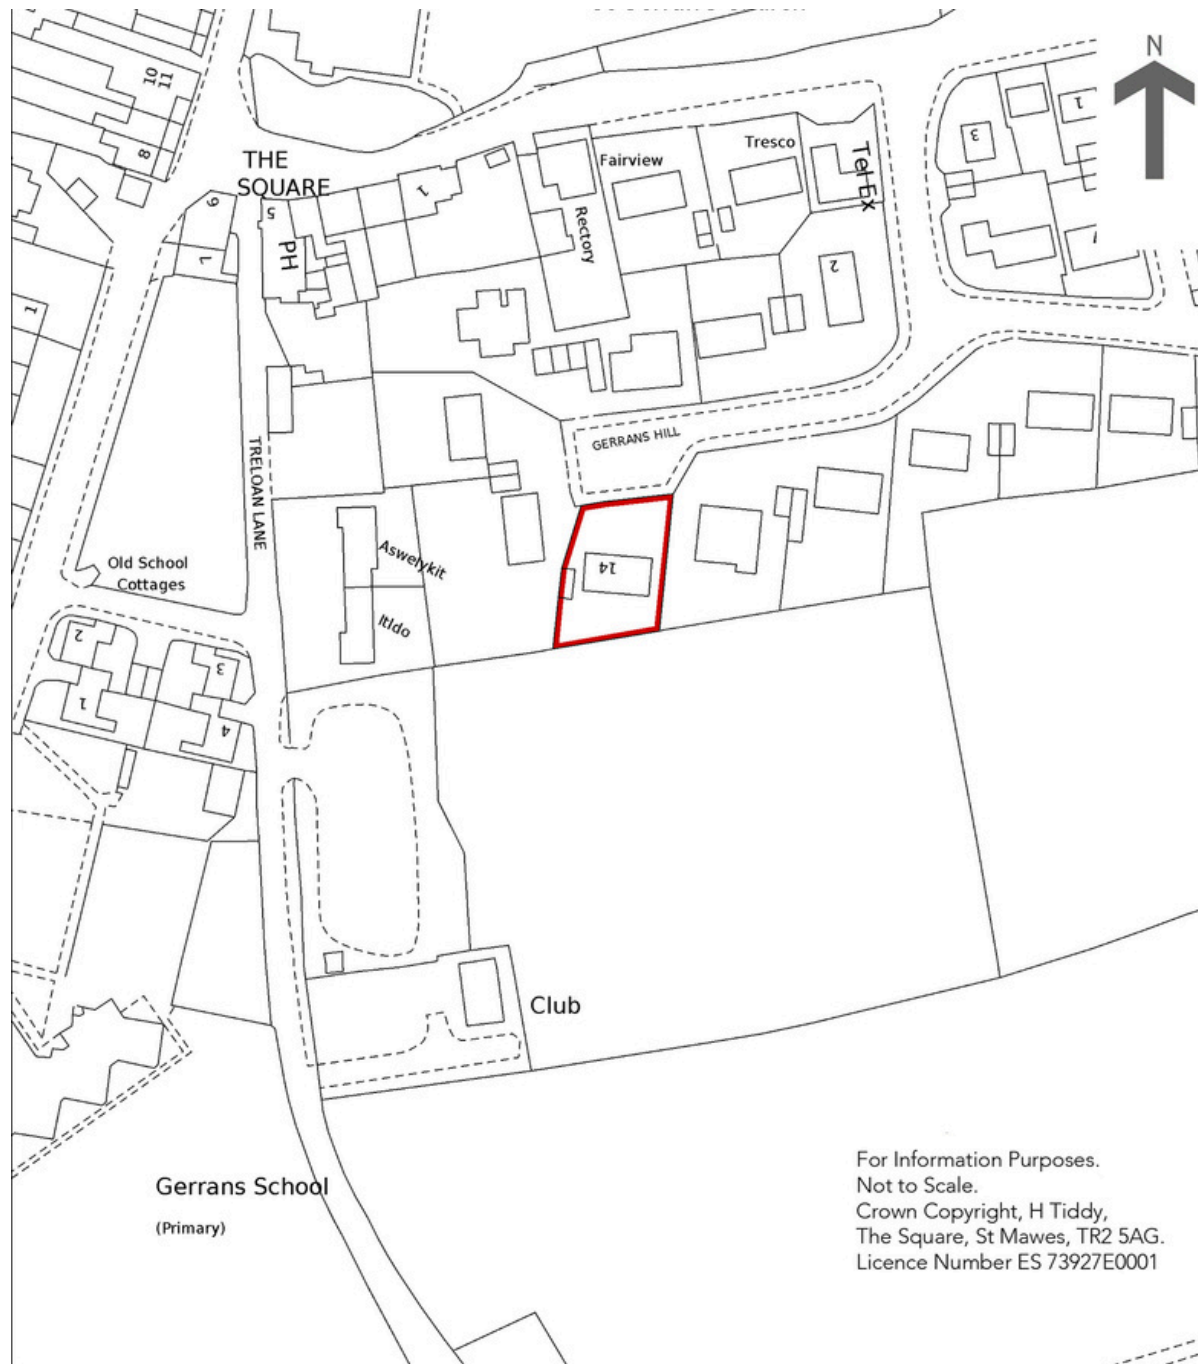 N
10
11
1
3
8
THE
SQUARE
Fairview
Tresco
Tel Ex
1
6
5
PH
Rectory
7
2
1
GERRANS HILL
TRELOAN LANE
Old School
Cottages
Aswelykit
14
Itldo
2
3
1
4
Club
Gerrans School
(Primary)
For Information Purposes.
Not to Scale.
Crown Copyright, H Tiddy,
The Square, St Mawes, TR2 5AG.
Licence Number ES 73927E0001